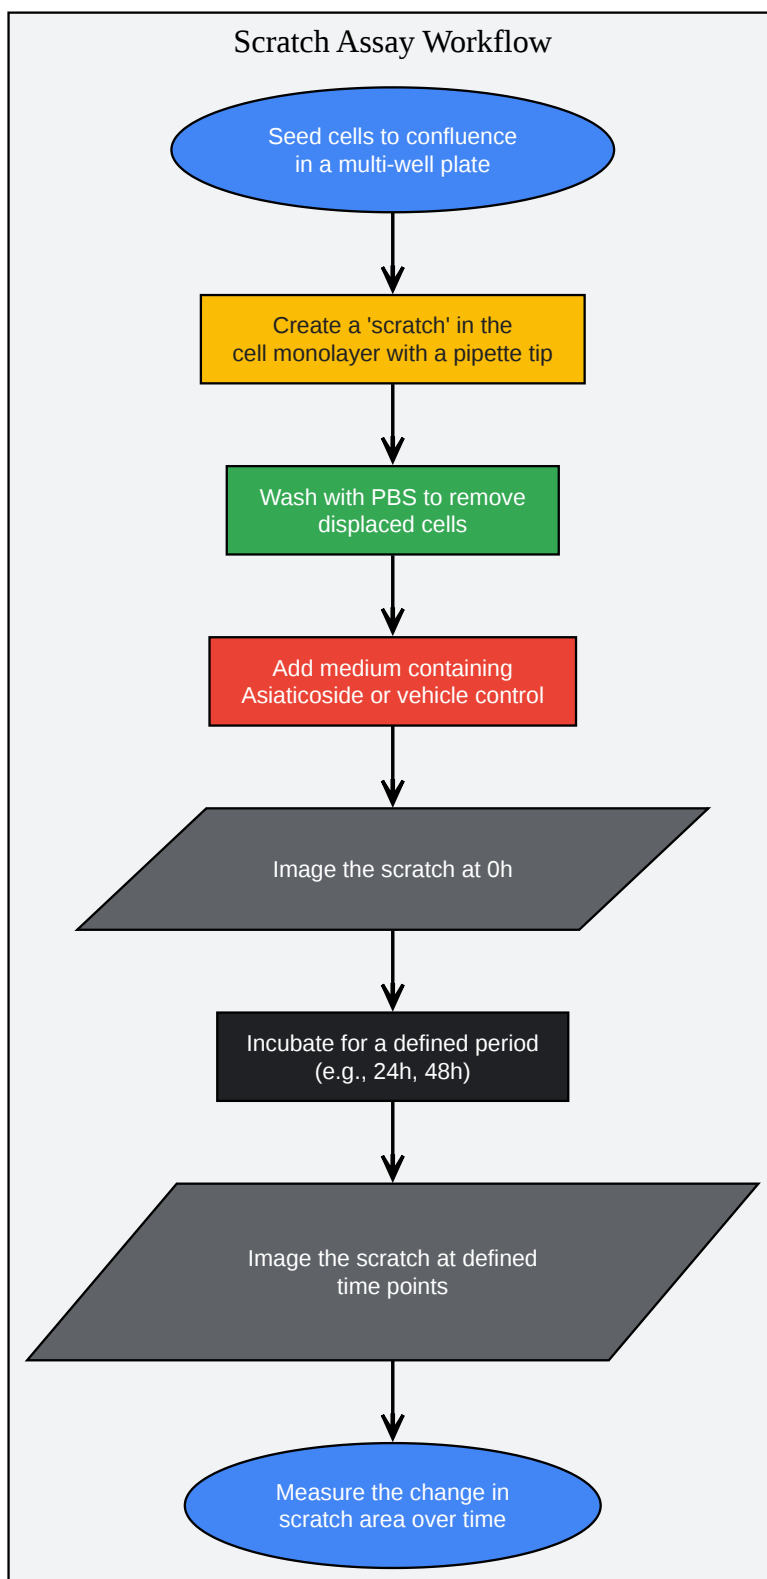 Scratch Assay Workflow
Seed cells to confluence
in a multi-well plate
Create a 'scratch' in the
cell monolayer with a pipette tip
Wash with PBS to remove
displaced cells
Add medium containing
Asiaticoside or vehicle control
Image the scratch at 0h
Incubate for a defined period
(e.g., 24h, 48h)
Image the scratch at defined
time points
Measure the change in
scratch area over time